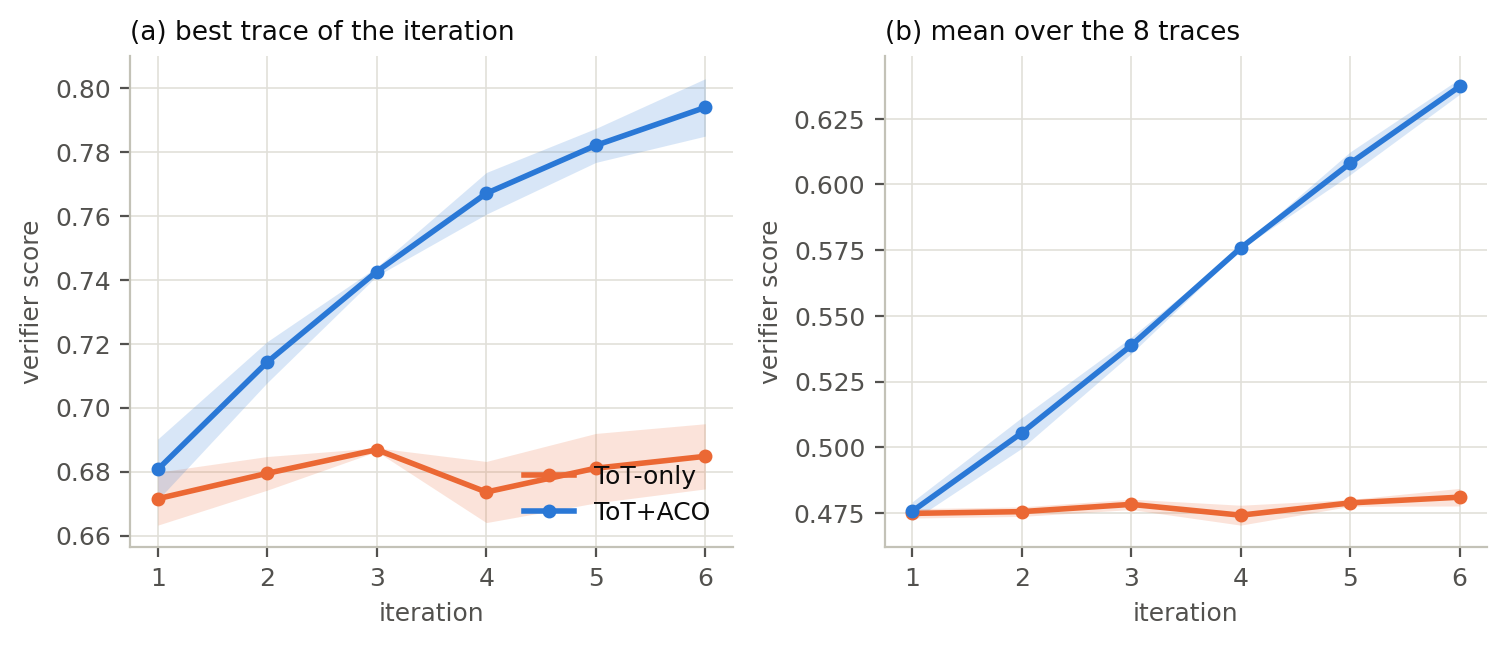 (a) best trace of the iteration
verifier score
0.80
0.78
0.76
0.74
0.72
0.70
0.68
0.66
1 2 3 4 5 6
iteration
ToT-only
ToT+ACO
(b) mean over the 8 traces
verifier score
0.625
0.600
0.575
0.550
0.525
0.500
0.475
1 2 3 4 5 6
iteration